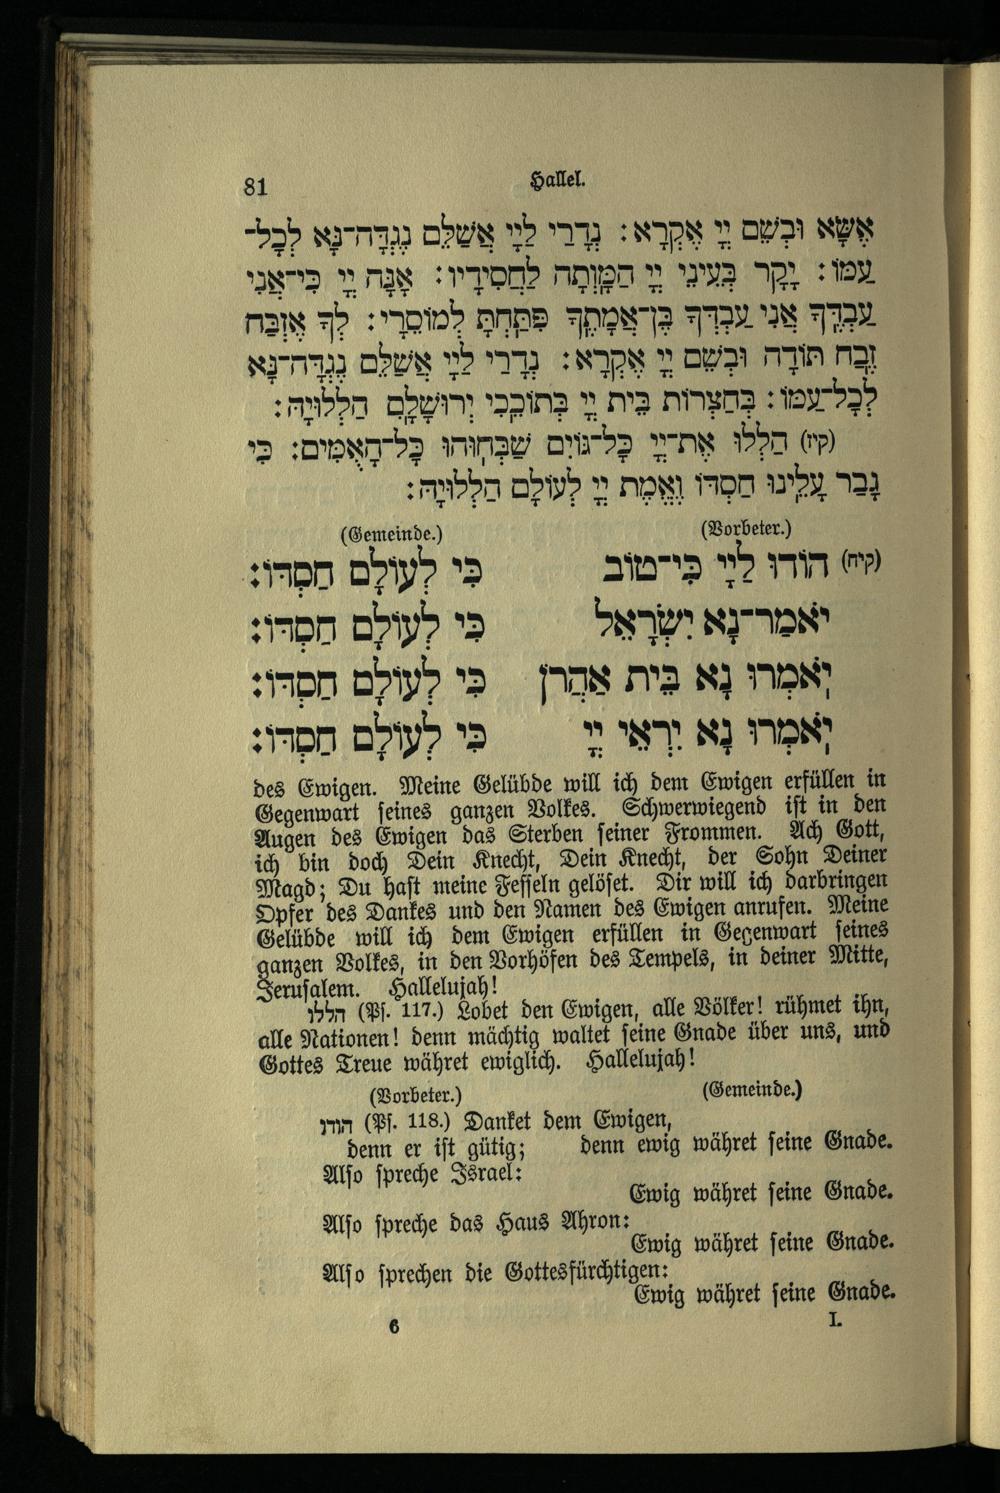 81 Hallel.
אֶשָּׂא וּבְשֵׁם יְיָ אֶקְרָא׃ נְדָרַי לַיְיָ אֲשַׁלֵּם נֶגְדָּה־נָּא לְכָל־
עַמּוֹ׃ יָקָר בְּעֵינֵי יְיָ הַמָּוְתָה לַחֲסִידָיו׃ אָנָּה יְיָ כִּי־אֲנִי
עַבְדֶּךָ אֲנִי עַבְדְּךָ בֶּן־אֲמָתֶךָ פִּתַּחְתָּ לְמוֹסֵרָי׃ לְךָ אֶזְבַּח
זֶבַח תּוֹדָה וּבְשֵׁם יְיָ אֶקְרָא׃ נְדָרַי לַיְיָ אֲשַׁלֵּם נֶגְדָּה־נָּא
לְכָל־עַמּוֹ׃ בְּחַצְרוֹת בֵּית יְיָ בְּתוֹכֵכִי יְרוּשָׁלָםִ הַלְלוּיָהּ׃
(קיז) הַלְלוּ אֶת־יְיָ כָּל־גּוֹיִם שַׁבְּחוּהוּ כָּל־הָאֻמִּים׃ כִּי
גָבַר עָלֵינוּ חַסְדּוֹ וֶאֱמֶת יְיָ לְעוֹלָם הַלְלוּיָהּ׃
(Vorbeter.) (Gemeinde.)
(קיח) הוֹדוּ לַיְיָ כִּי־טוֹב כִּי לְעוֹלָם חַסְדּוֹ׃
יֹאמַר־נָא יִשְׂרָאֵל כִּי לְעוֹלָם חַסְדּוֹ׃
יֹאמְרוּ נָא בֵּית אַהֲרֹן כִּי לְעוֹלָם חַסְדּוֹ׃
יֹאמְרוּ נָא יִרְאֵי יְיָ כִּי לְעוֹלָם חַסְדּוֹ׃
des Ewigen. Meine Gelübde will ich dem Ewigen erfüllen in
Gegenwart seines ganzen Volkes. Schwerwiegend ist in den
Augen des Ewigen das Sterben seiner Frommen. Ach Gott,
ich bin doch Dein Knecht, Dein Knecht, der Sohn Deiner
Magd; Du hast meine Fesseln gelöset. Dir will ich darbringen
Opfer des Dankes und den Namen des Ewigen anrufen. Meine
Gelübde will ich dem Ewigen erfüllen in Gegenwart seines
ganzen Volkes, in den Vorhöfen des Tempels, in deiner Mitte,
Jerusalem. Hallelujah!
הללו (Ps. 117.) Lobet den Ewigen, alle Völker! rühmet ihn,
alle Nationen! denn mächtig waltet seine Gnade über uns, und
Gottes Treue währet ewiglich. Hallelujah!
(Vorbeter.) (Gemeinde.)
הודו (Ps. 118.) Danket dem Ewigen,
denn er ist gütig; denn ewig währet seine Gnade.
Also spreche Israel:
Ewig währet seine Gnade.
Also spreche das Haus Ahron:
Ewig währet seine Gnade.
Also sprechen die Gottesfürchtigen:
Ewig währet seine Gnade.
6 I.